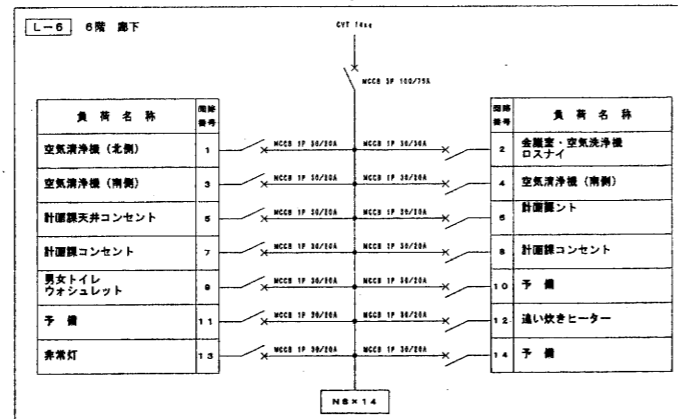 L-6 6階 廊下
CVT 14sq
MCCB 3P 100/75A
負荷名称 回路番号
回路番号 負荷名称
空気清浄機(北側) 1 MCCB 1P 30/20A MCCB 1P 30/30A 2 会議室・空気洗浄機 ロスナイ
空気清浄機(南側) 3 MCCB 1P 30/20A MCCB 1P 30/20A 4 空気清浄機(南側)
計画課天井コンセント 5 MCCB 1P 30/20A MCCB 1P 30/20A 6 計画課ント
計画課コンセント 7 MCCB 1P 30/20A MCCB 1P 30/20A 8 計画課コンセント
男女トイレ ウォシュレット 9 MCCB 1P 30/20A MCCB 1P 30/20A 10 予備
予備 11 MCCB 1P 30/20A MCCB 1P 30/20A 12 追い炊きヒーター
非常灯 13 MCCB 1P 30/20A MCCB 1P 30/20A 14 予備
N8×14